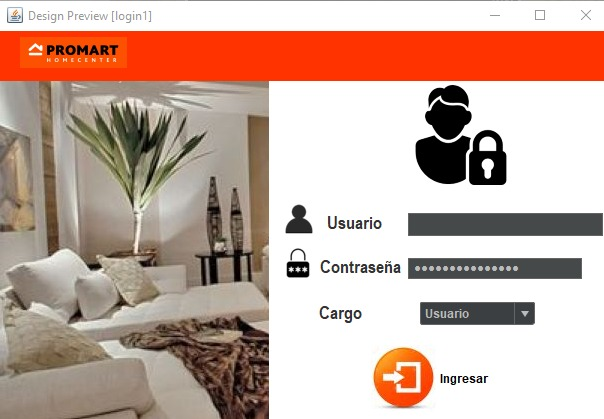 Design Preview [login1]
PROMART
HOMECENTER
Usuario
***
Contraseña
Cargo
Usuario
Ingresar